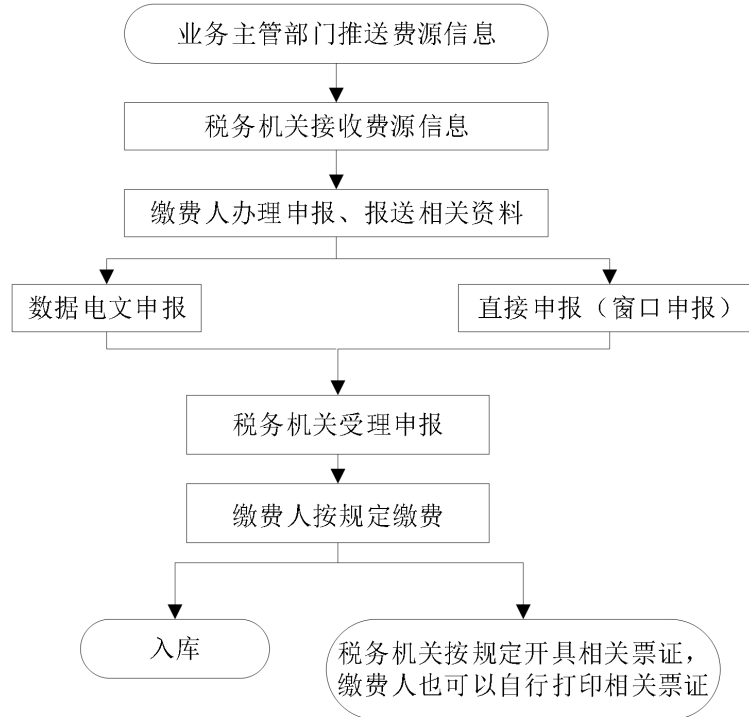 业务主管部门推送费源信息
税务机关接收费源信息
缴费人办理申报、报送相关资料
数据电文申报
直接申报（窗口申报）
税务机关受理申报
缴费人按规定缴费
入库
税务机关按规定开具相关票证，
缴费人也可以自行打印相关票证